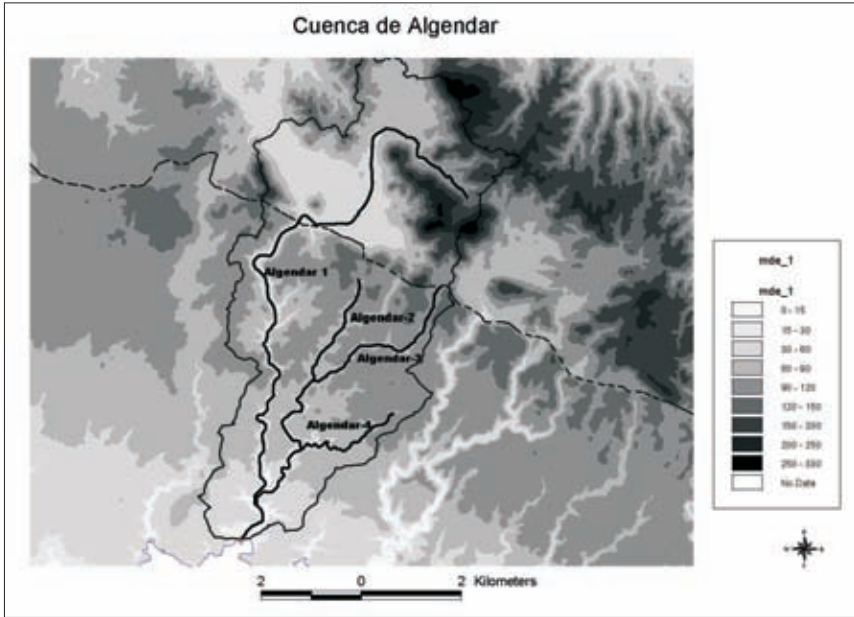 Cuenca de Algendar
Algendar 1
Algendar-2
Algendar-3
Algendar-4
mde_1
mde_1
0 - 15
15 - 30
30 - 60
60 - 90
90 - 120
120 - 150
150 - 200
200 - 250
250 - 330
No Data
2 0 2 Kilometers